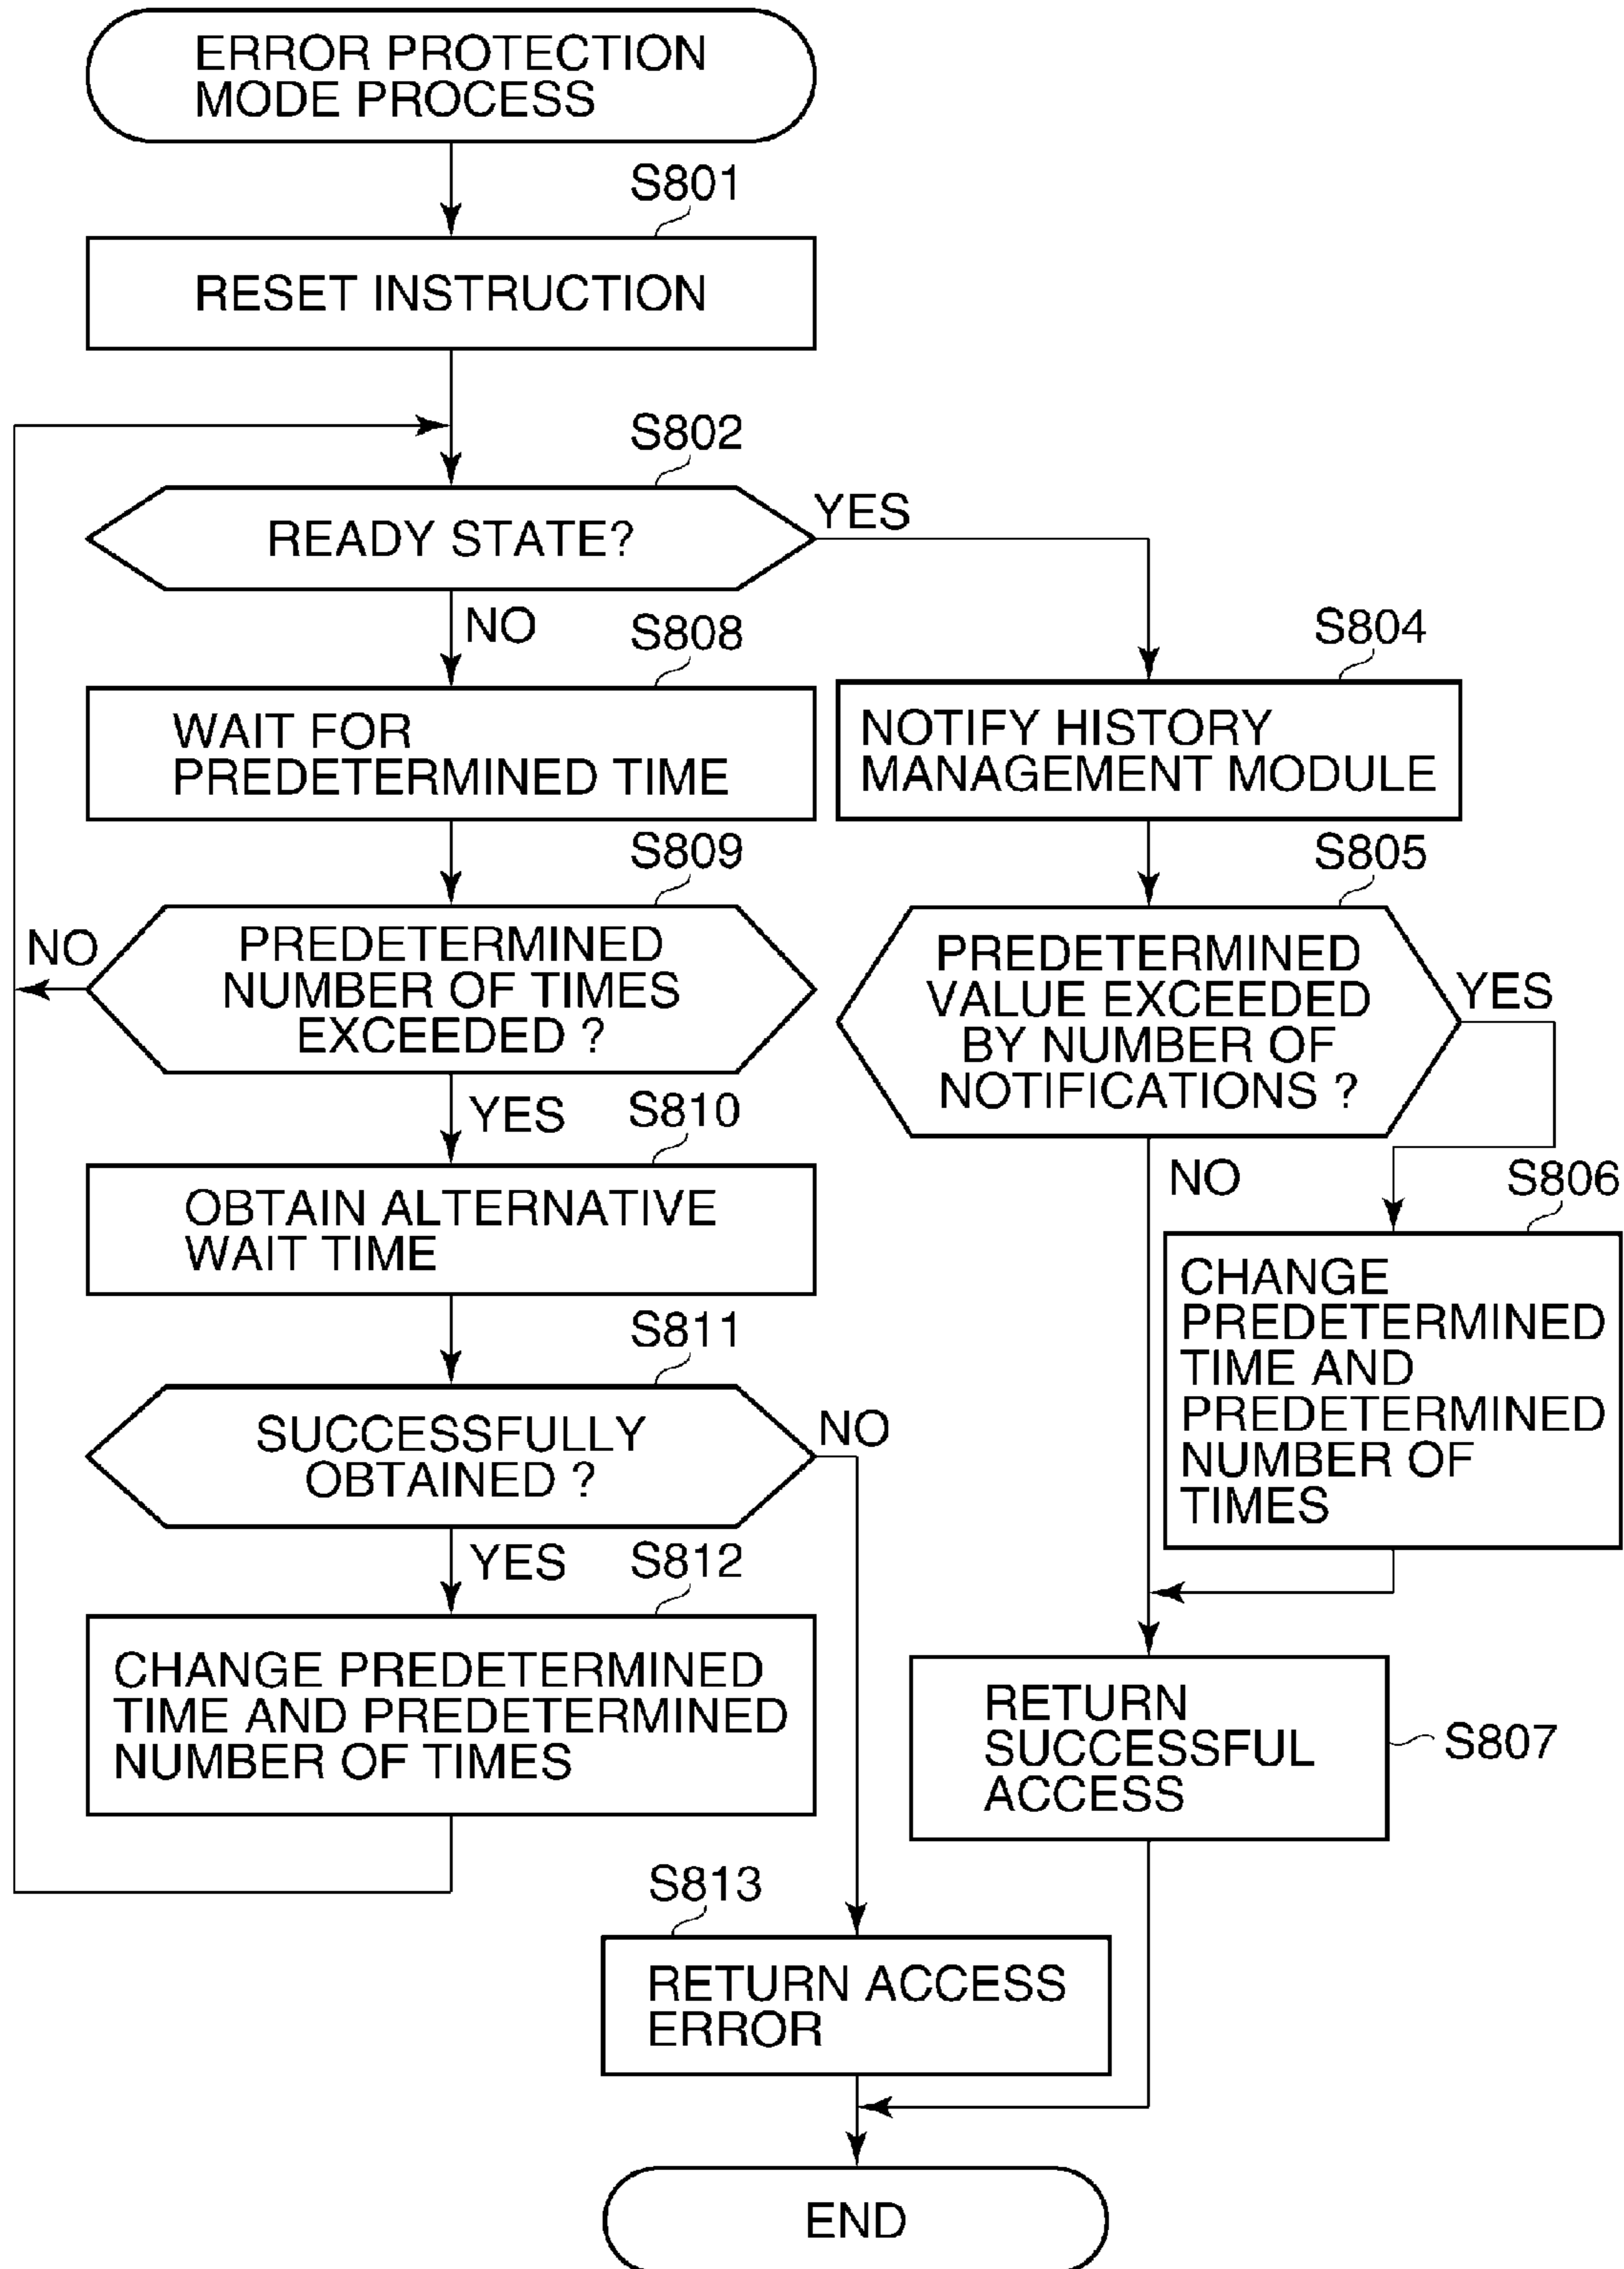 ERROR PROTECTION
MODE PROCESS
S801
RESET INSTRUCTION
S802
READY STATE?
YES
NO
S808
WAIT FOR
PREDETERMINED TIME
S804
NOTIFY HISTORY
MANAGEMENT MODULE
S809
PREDETERMINED
NUMBER OF TIMES
EXCEEDED ?
NO
YES
S805
PREDETERMINED
VALUE EXCEEDED
BY NUMBER OF
NOTIFICATIONS ?
YES
NO
S810
OBTAIN ALTERNATIVE
WAIT TIME
S806
CHANGE
PREDETERMINED
TIME AND
PREDETERMINED
NUMBER OF
TIMES
S811
SUCCESSFULLY
OBTAINED ?
NO
YES
S812
CHANGE PREDETERMINED
TIME AND PREDETERMINED
NUMBER OF TIMES
RETURN
SUCCESSFUL
ACCESS
S807
S813
RETURN ACCESS
ERROR
END